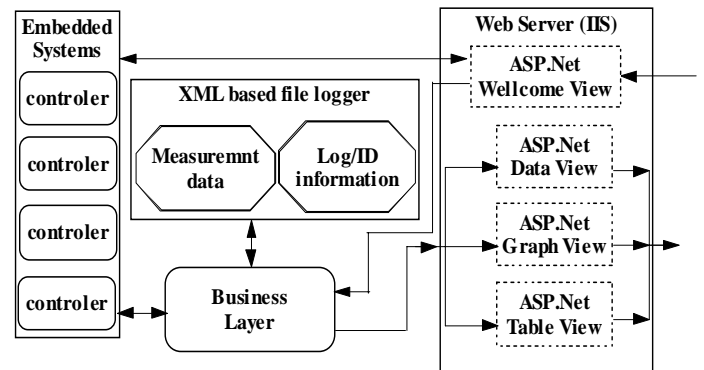 Embedded
Systems
controler
controler
controler
controler
XML based file logger
Measuremnt
data
Log/ID
information
Business
Layer
Web Server (IIS)
ASP.Net
Wellcome View
ASP.Net
Data View
ASP.Net
Graph View
ASP.Net
Table View